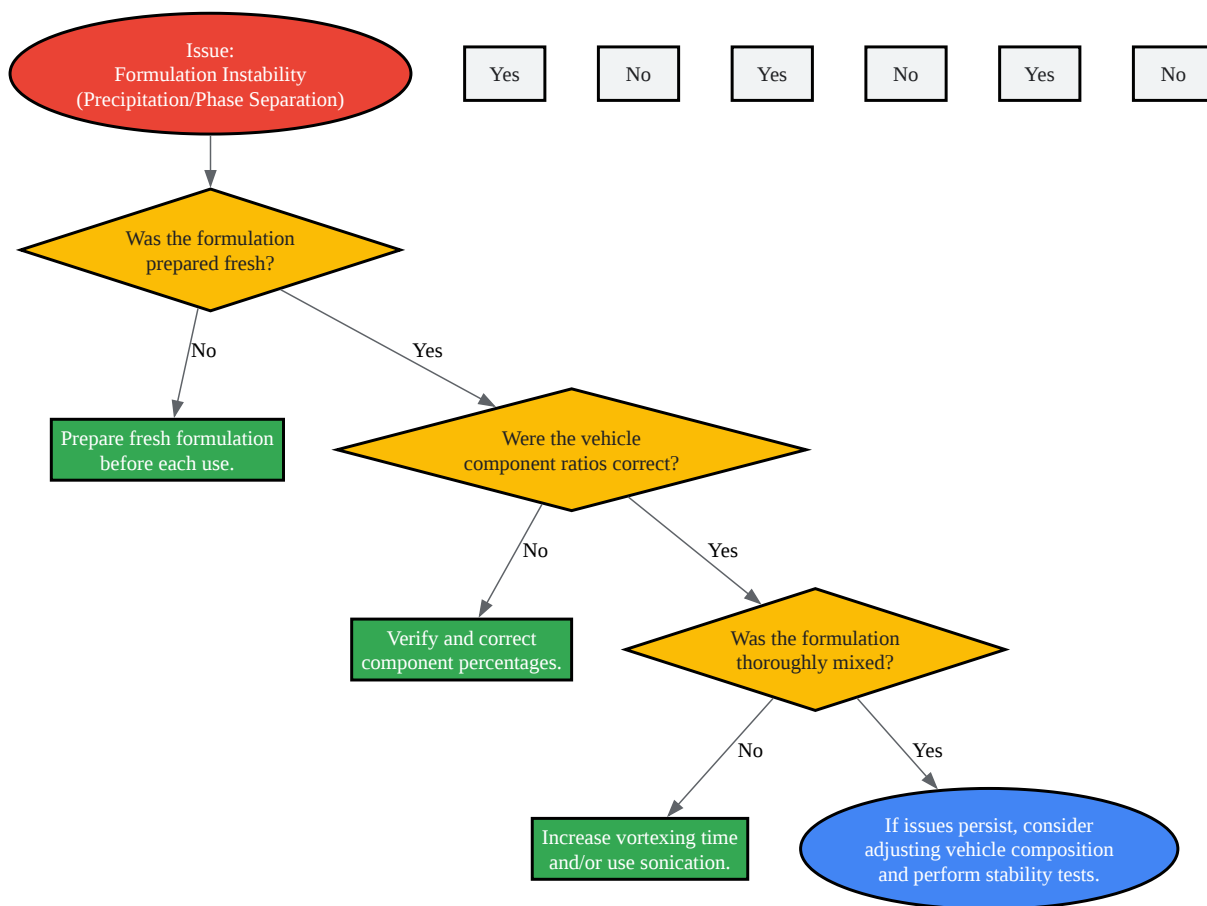 Issue:
Formulation Instability
(Precipitation/Phase Separation)
Yes
No
Yes
No
Yes
No
Was the formulation
prepared fresh?
No
Yes
Prepare fresh formulation
before each use.
Were the vehicle
component ratios correct?
No
Yes
Verify and correct
component percentages.
Was the formulation
thoroughly mixed?
No
Yes
Increase vortexing time
and/or use sonication.
If issues persist, consider
adjusting vehicle composition
and perform stability tests.